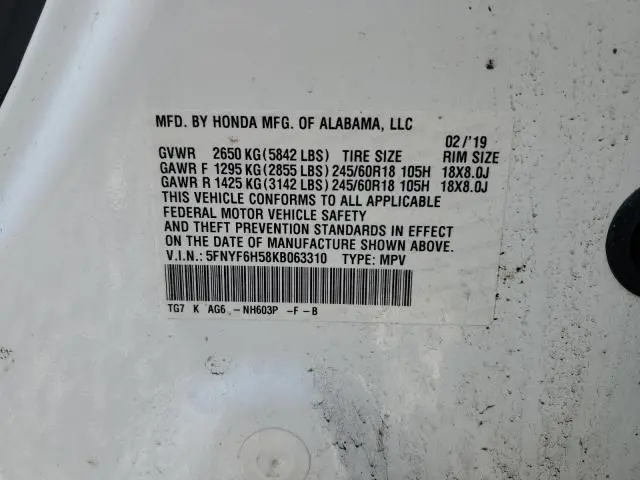 MFD. BY HONDA MFG. OF ALABAMA, LLC
02/'19
GVWR 2650 KG(5842 LBS) TIRE SIZE RIM SIZE
GAWR F 1295 KG(2855 LBS) 245/60R18 105H 18X8.0J
GAWR R 1425 KG(3142 LBS) 245/60R18 105H 18X8.0J
THIS VEHICLE CONFORMS TO ALL APPLICABLE
FEDERAL MOTOR VEHICLE SAFETY
AND THEFT PREVENTION STANDARDS IN EFFECT
ON THE DATE OF MANUFACTURE SHOWN ABOVE.
V.I.N.: 5FNYF6H58KB063310 TYPE: MPV
TG7 K AG6 -NH603P -F-B